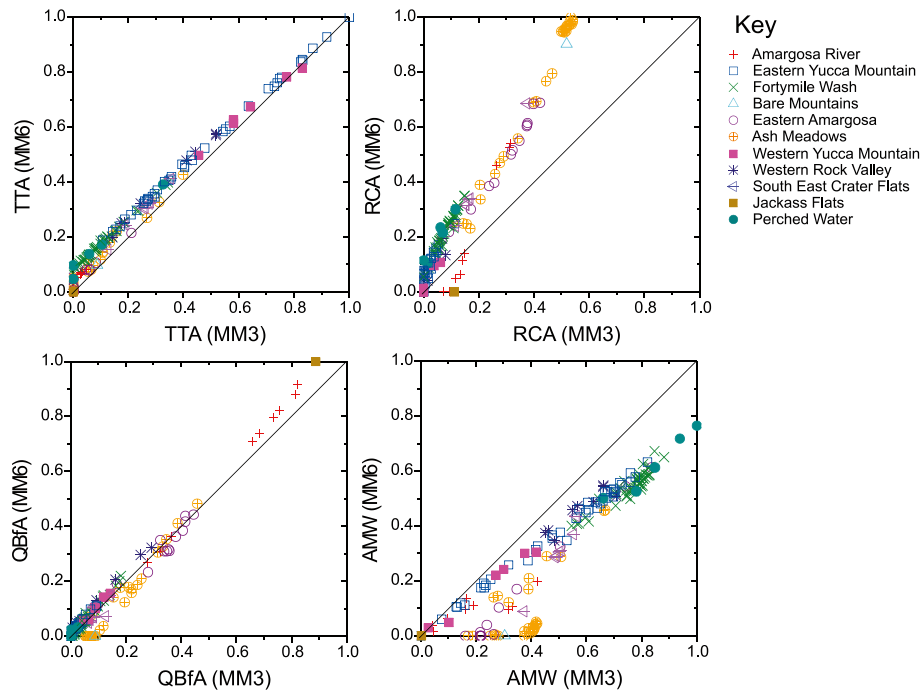 Key
Amargosa River
Eastern Yucca Mountain
Fortymile Wash
Bare Mountains
Eastern Amargosa
Ash Meadows
Western Yucca Mountain
Western Rock Valley
South East Crater Flats
Jackass Flats
Perched Water
TTA (MM6)
1.0
0.8
0.6
0.4
0.2
0.0
0.0 0.2 0.4 0.6 0.8 1.0
TTA (MM3)
RCA (MM6)
1.0
0.8
0.6
0.4
0.2
0.0
0.0 0.2 0.4 0.6 0.8 1.0
RCA (MM3)
QBfA (MM6)
1.0
0.8
0.6
0.4
0.2
0.0
0.0 0.2 0.4 0.6 0.8 1.0
QBfA (MM3)
AMW (MM6)
1.0
0.8
0.6
0.4
0.2
0.0
0.0 0.2 0.4 0.6 0.8 1.0
AMW (MM3)